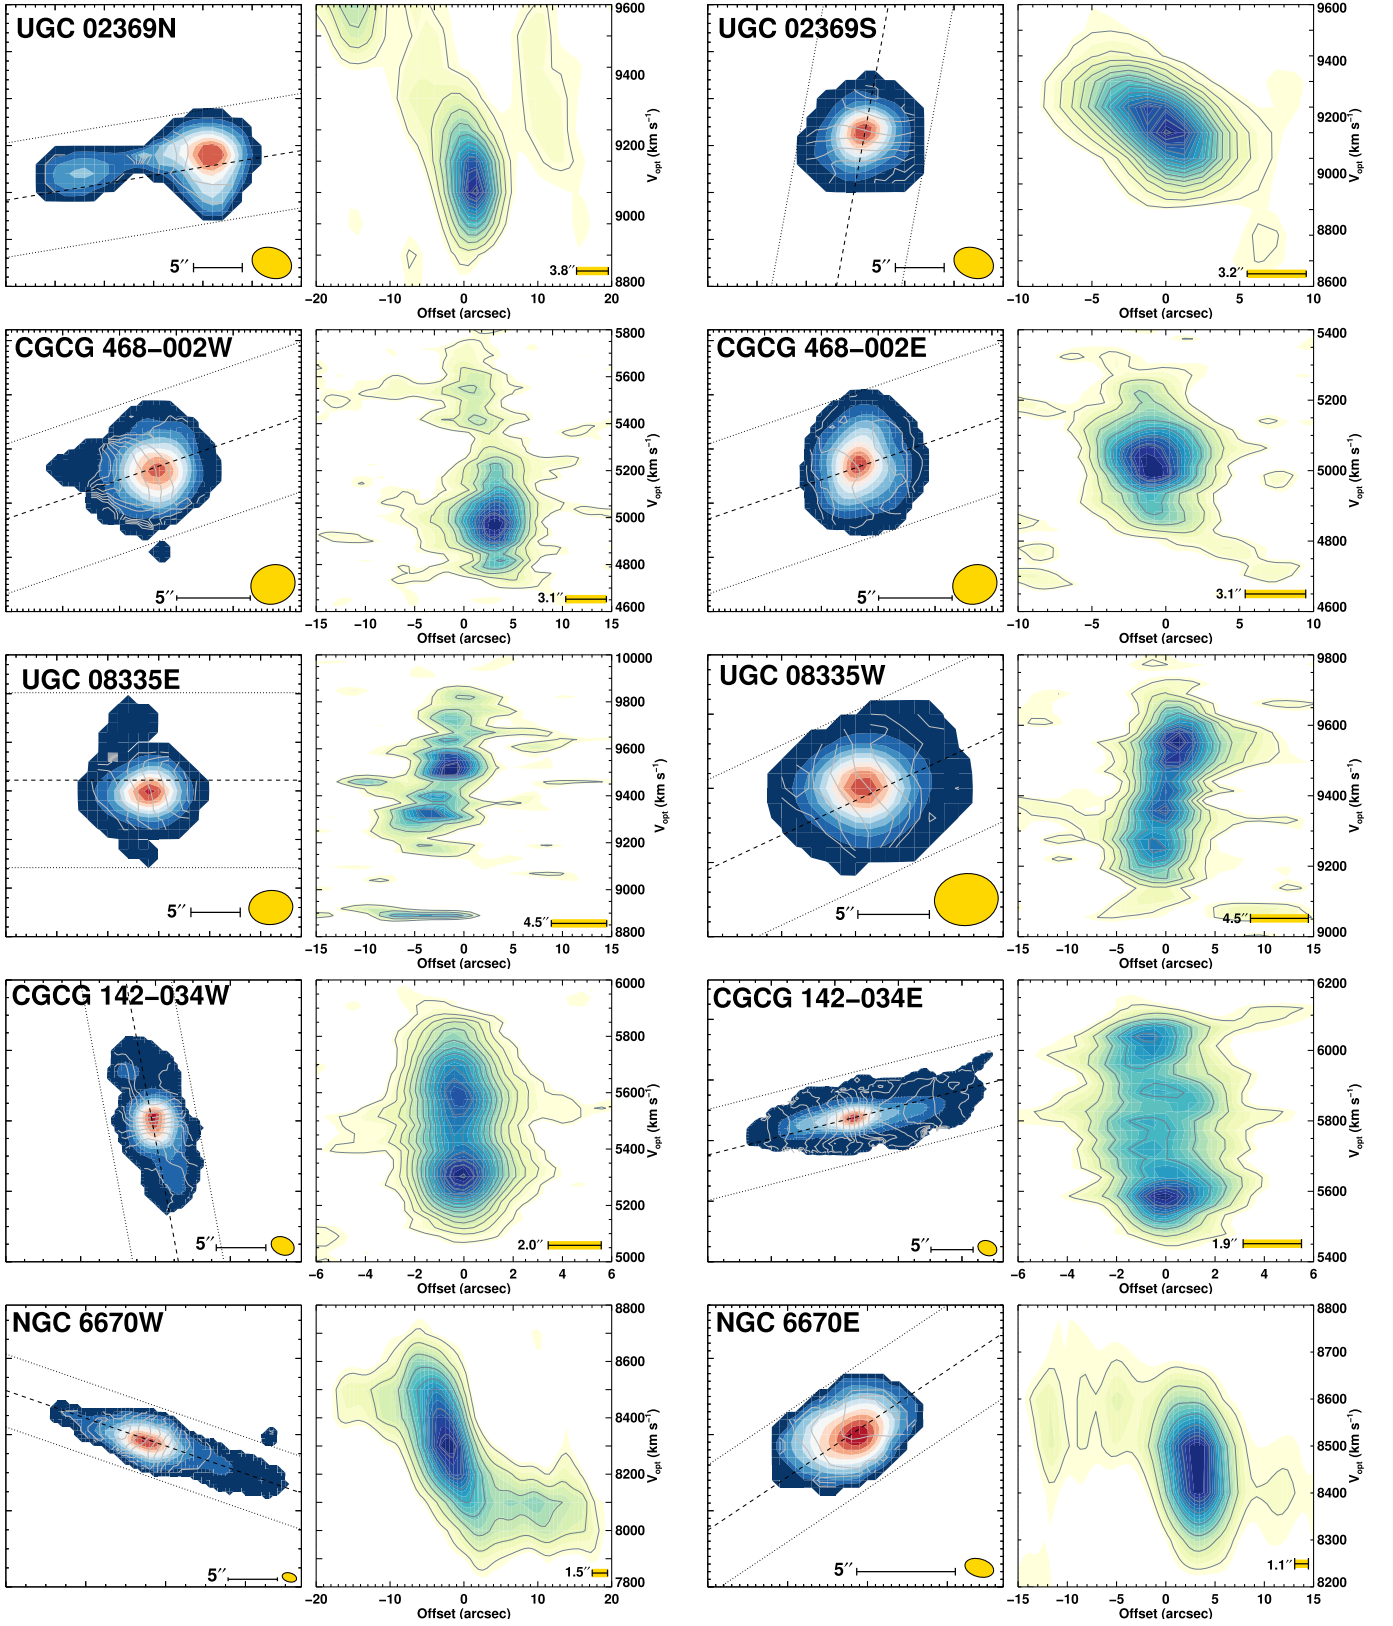 UGC 02369N
5′′
9600
9400
9200
9000
8800
V_opt (km s⁻¹)
3.8′′
−20 −10 0 10 20
Offset (arcsec)
UGC 02369S
5′′
9600
9400
9200
9000
8800
8600
V_opt (km s⁻¹)
3.2′′
−10 −5 0 5 10
Offset (arcsec)
CGCG 468−002W
5′′
5800
5600
5400
5200
5000
4800
4600
V_opt (km s⁻¹)
3.1′′
−15 −10 −5 0 5 10 15
Offset (arcsec)
CGCG 468−002E
5′′
5400
5200
5000
4800
4600
V_opt (km s⁻¹)
3.1′′
−10 −5 0 5 10
Offset (arcsec)
UGC 08335E
5′′
10000
9800
9600
9400
9200
9000
8800
V_opt (km s⁻¹)
4.5′′
−15 −10 −5 0 5 10 15
Offset (arcsec)
UGC 08335W
5′′
9800
9600
9400
9200
9000
V_opt (km s⁻¹)
4.5′′
−15 −10 −5 0 5 10 15
Offset (arcsec)
CGCG 142−034W
5′′
6000
5800
5600
5400
5200
5000
V_opt (km s⁻¹)
2.0′′
−6 −4 −2 0 2 4 6
Offset (arcsec)
CGCG 142−034E
5′′
6200
6000
5800
5600
5400
V_opt (km s⁻¹)
1.9′′
−6 −4 −2 0 2 4 6
Offset (arcsec)
NGC 6670W
5′′
8800
8600
8400
8200
8000
7800
V_opt (km s⁻¹)
1.5′′
−20 −10 0 10 20
Offset (arcsec)
NGC 6670E
5′′
8800
8700
8600
8500
8400
8300
8200
V_opt (km s⁻¹)
1.1′′
−15 −10 −5 0 5 10 15
Offset (arcsec)